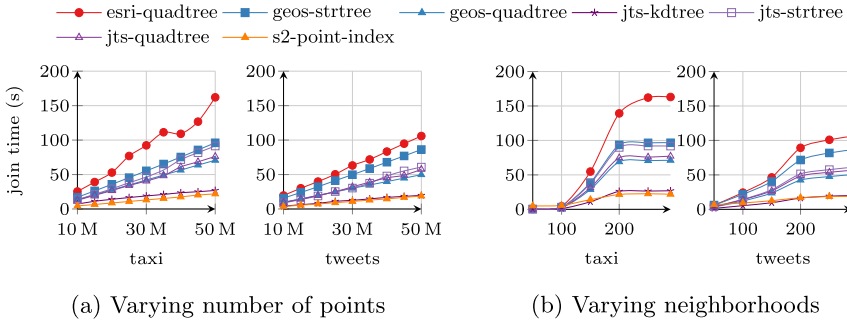 esri-quadtree geos-strtree geos-quadtree jts-kdtree jts-strtree
jts-quadtree s2-point-index
join time (s)
200 200 200 200
150 150 150 150
100 100 100 100
50 50 50 50
0 0 0 0
10 M 30 M 50 M 10 M 30 M 50 M 100 200 100 200
taxi tweets taxi tweets
(a) Varying number of points (b) Varying neighborhoods